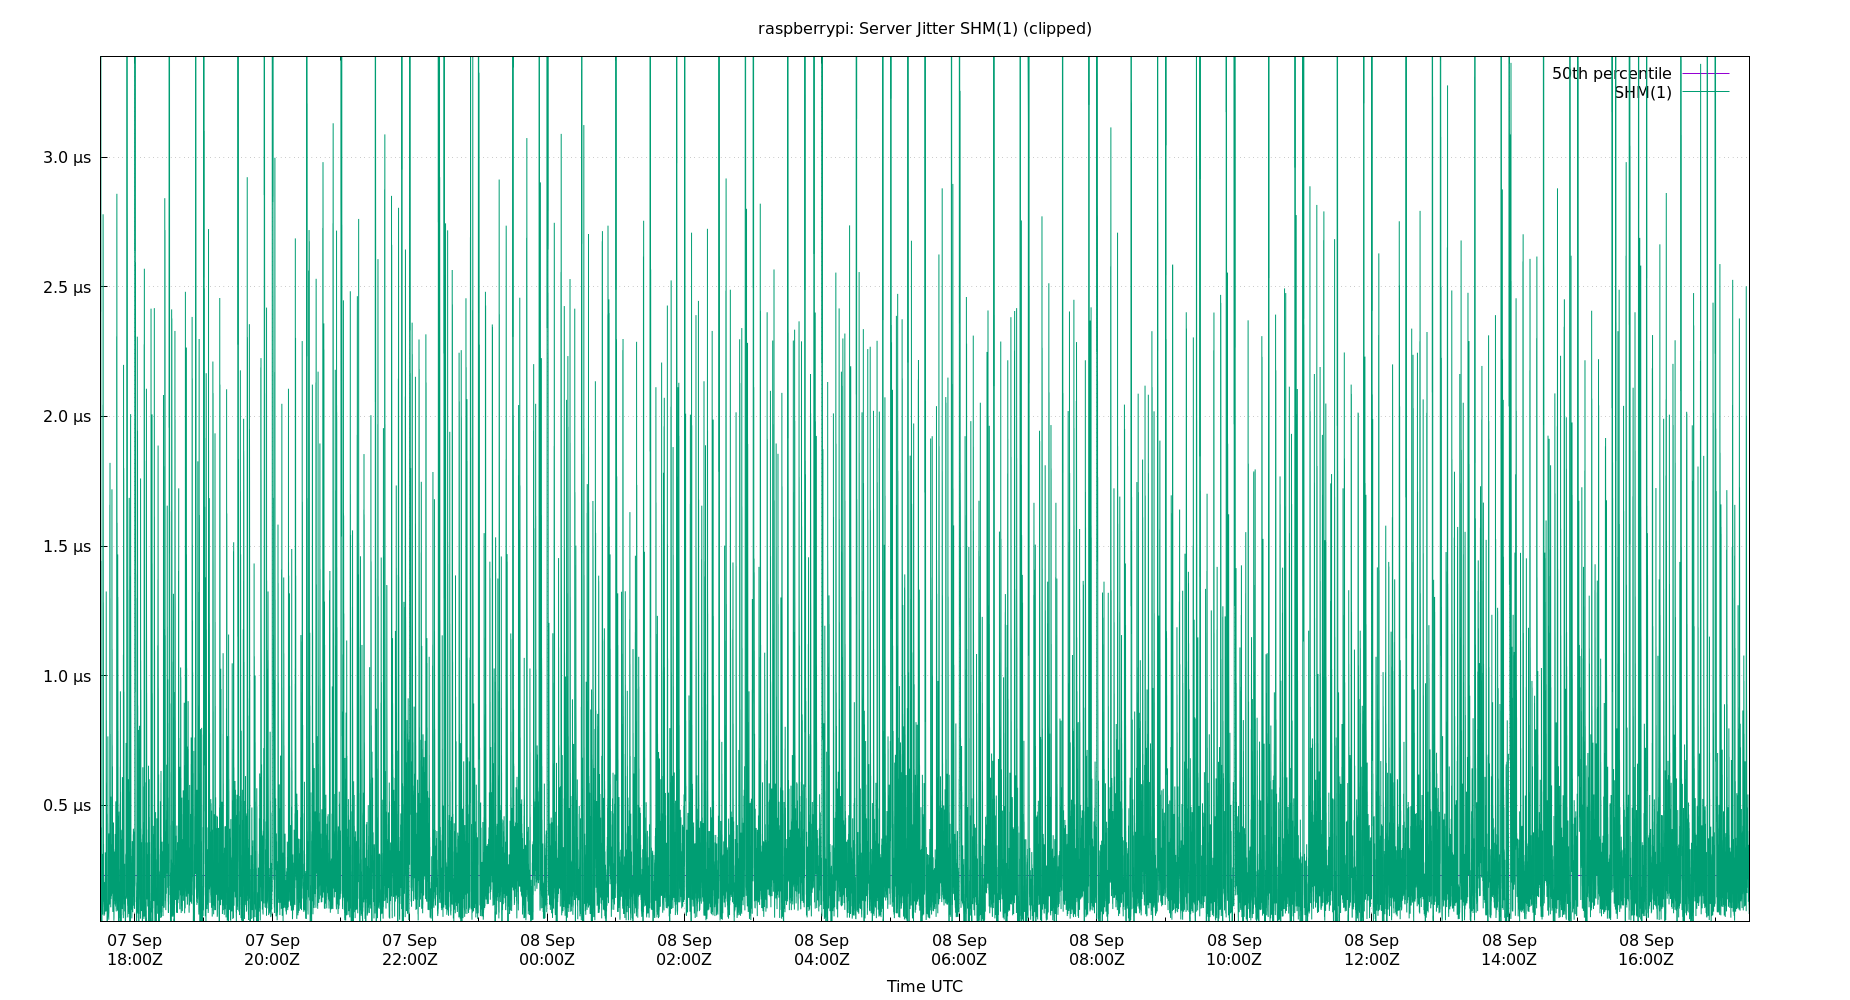 raspberrypi: Server Jitter SHM(1) (clipped)
50th percentile
SHM(1)
3.0 µs
2.5 µs
2.0 µs
1.5 µs
1.0 µs
0.5 µs
07 Sep 07 Sep 07 Sep 08 Sep 08 Sep 08 Sep 08 Sep 08 Sep 08 Sep 08 Sep 08 Sep 08 Sep
18:00Z 20:00Z 22:00Z 00:00Z 02:00Z 04:00Z 06:00Z 08:00Z 10:00Z 12:00Z 14:00Z 16:00Z
Time UTC